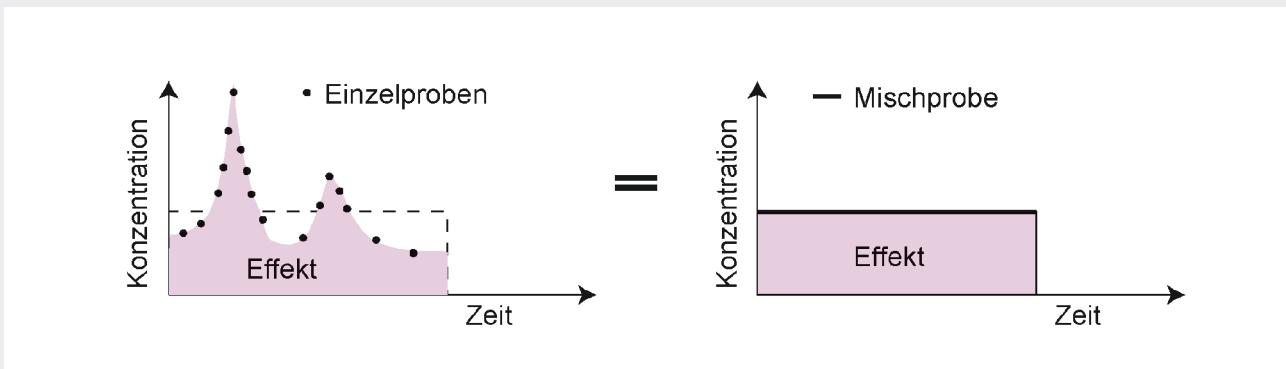 Einzelproben
Konzentration
Effekt
Zeit
=
Mischprobe
Konzentration
Effekt
Zeit